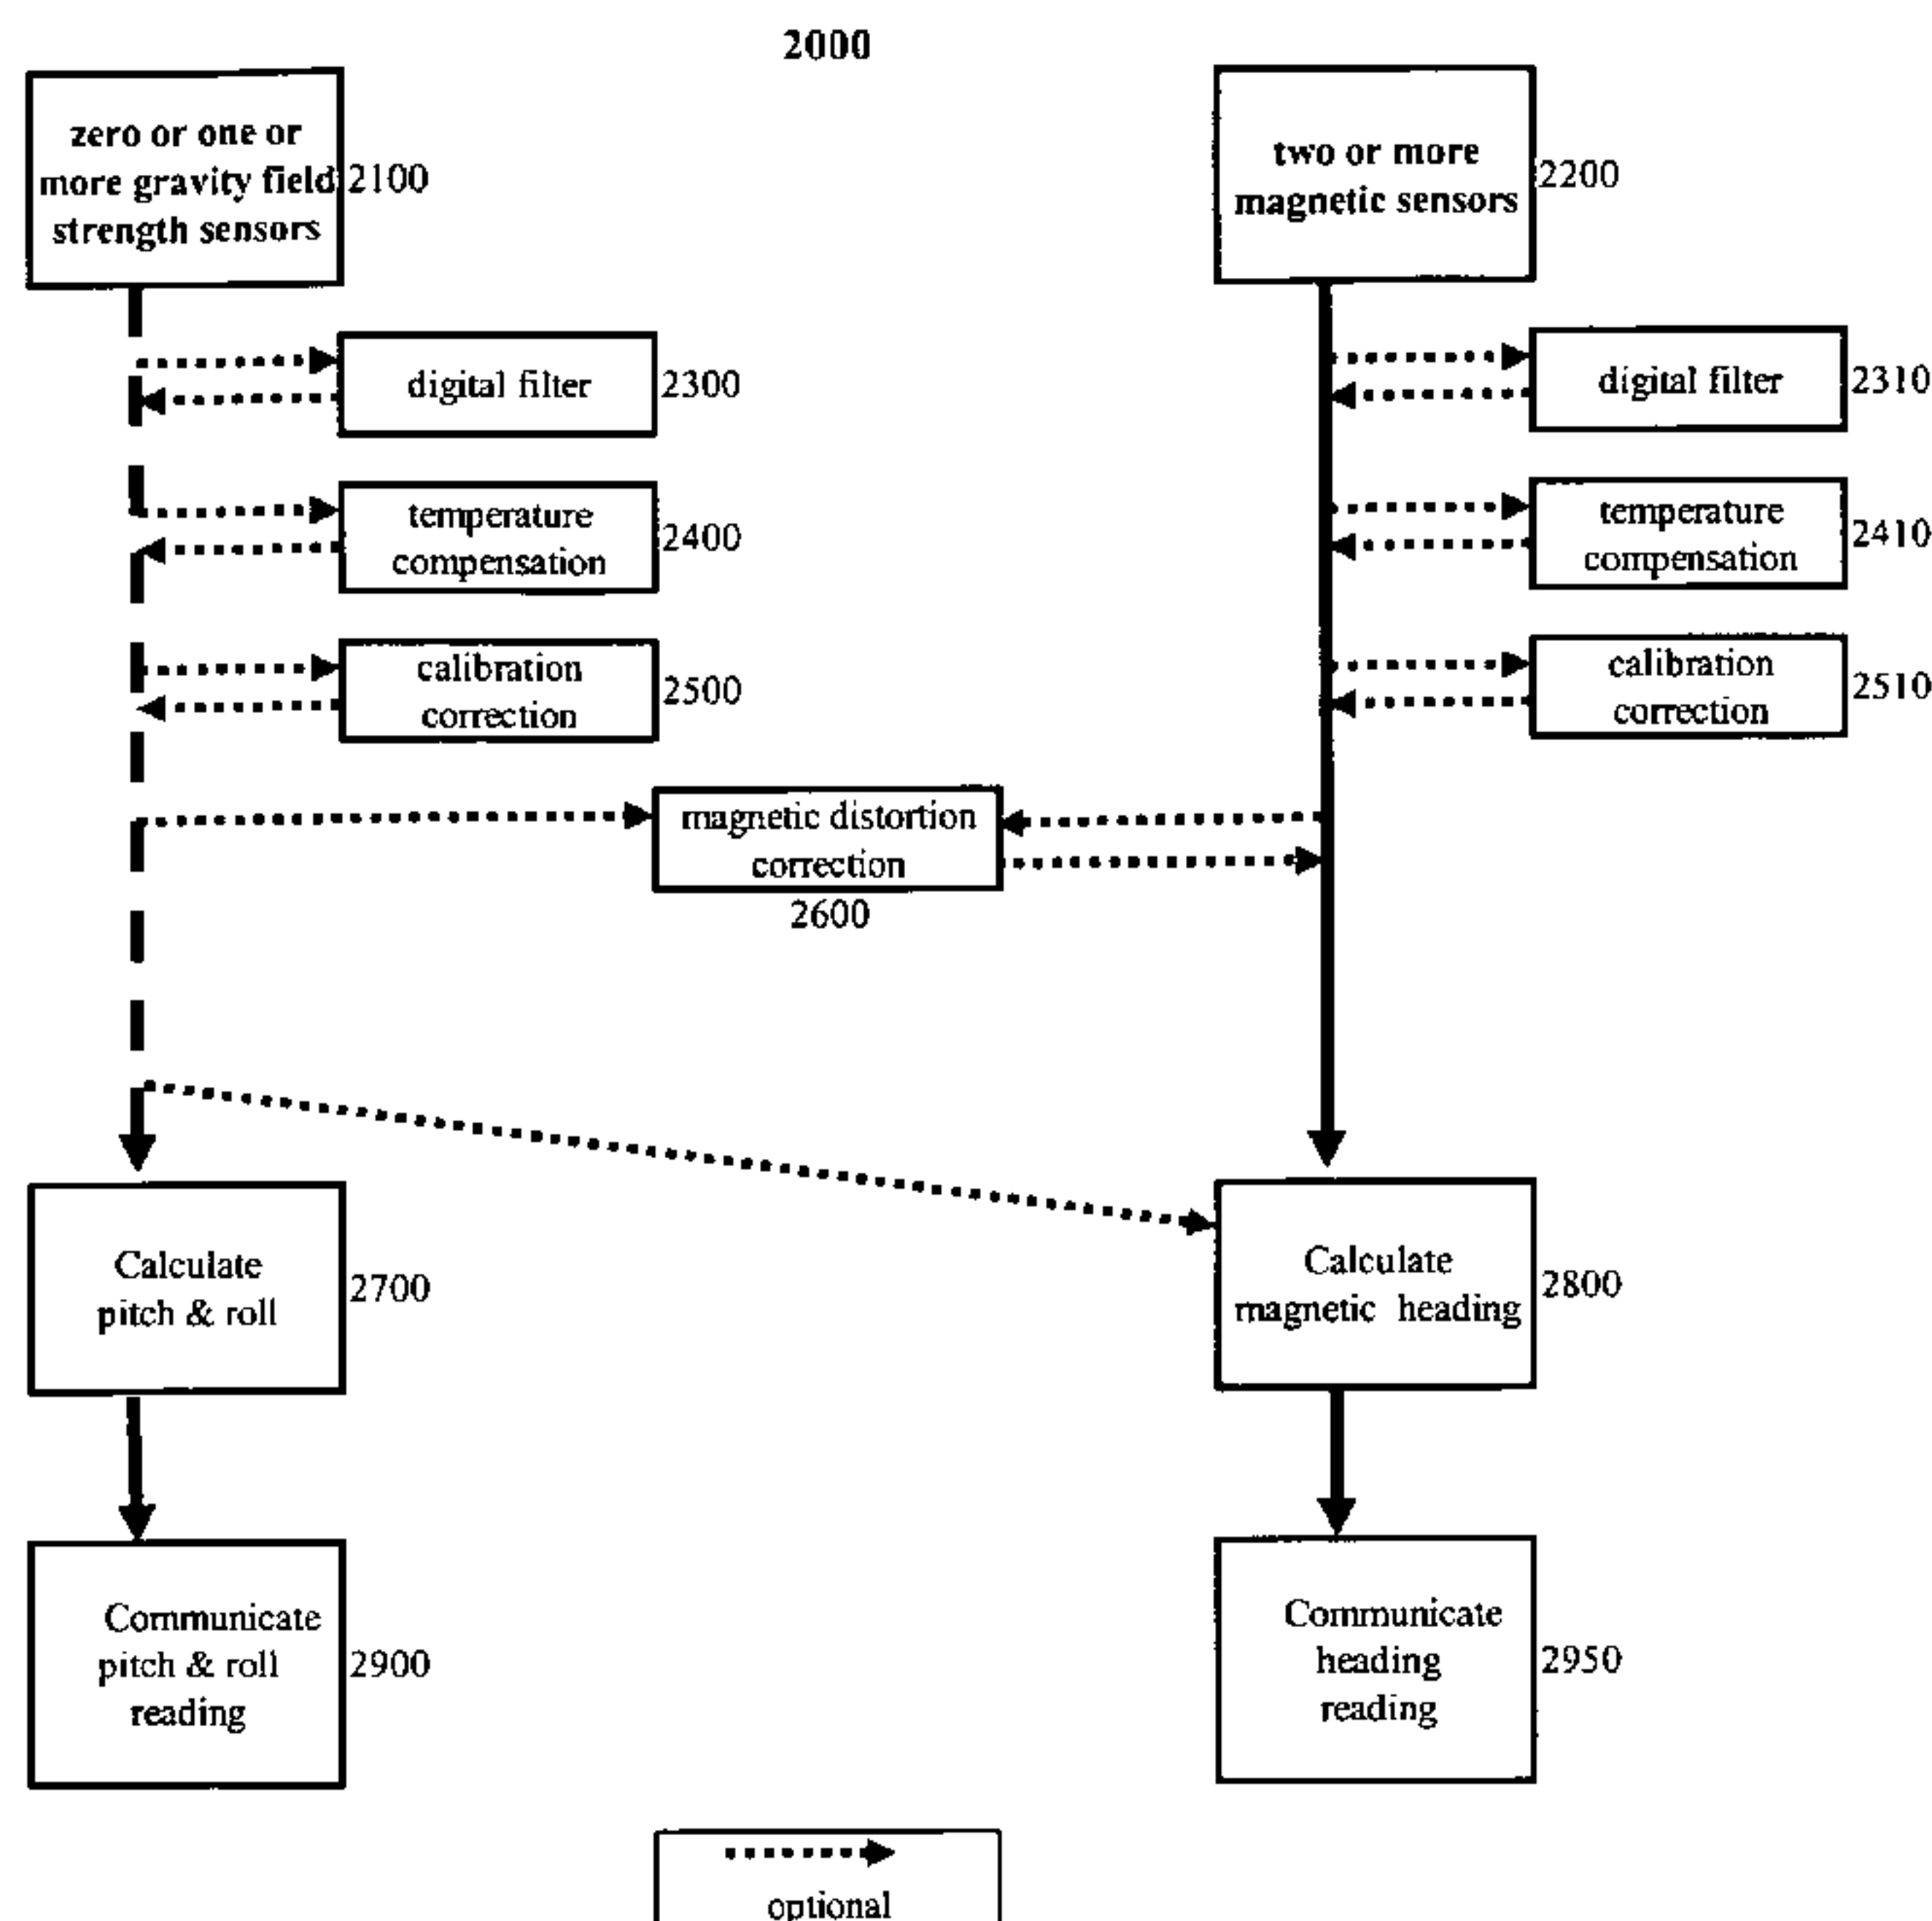 2000
zero or one or
more gravity field
strength sensors
2100
two or more
magnetic sensors
2200
digital filter
2300
digital filter
2310
temperature
compensation
2400
temperature
compensation
2410
calibration
correction
2500
calibration
correction
2510
magnetic distortion
correction
2600
Calculate
pitch & roll
2700
Calculate
magnetic heading
2800
Communicate
pitch & roll
reading
2900
Communicate
heading
reading
2950
optional